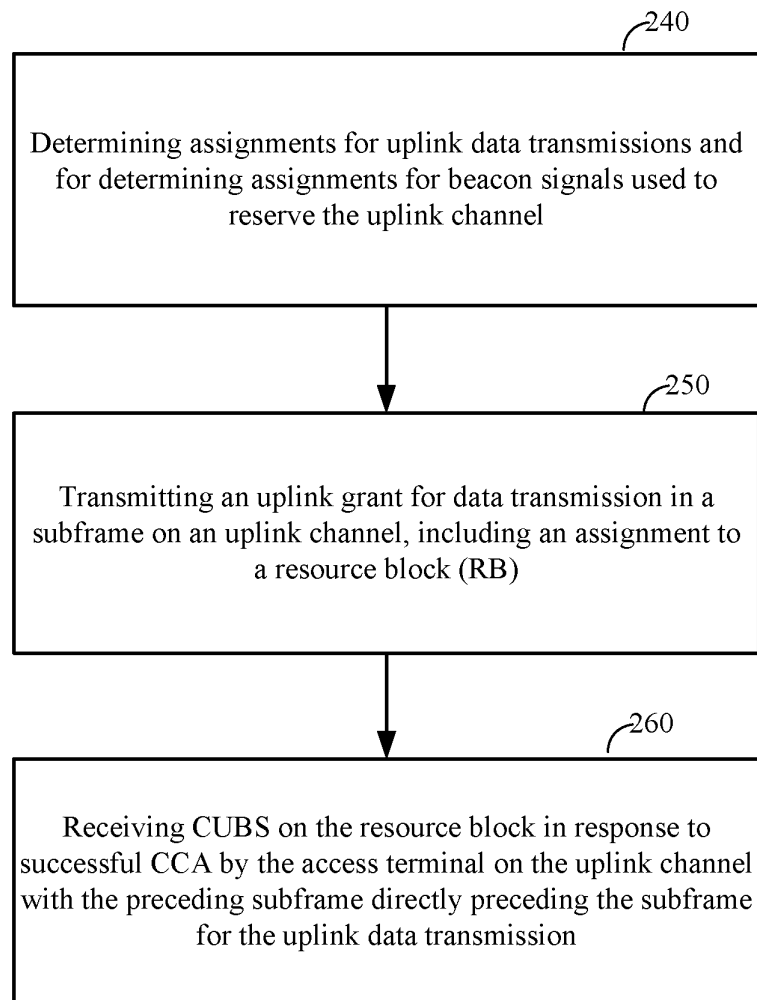 240
Determining assignments for uplink data transmissions and
for determining assignments for beacon signals used to
reserve the uplink channel
250
Transmitting an uplink grant for data transmission in a
subframe on an uplink channel, including an assignment to
a resource block (RB)
260
Receiving CUBS on the resource block in response to
successful CCA by the access terminal on the uplink channel
with the preceding subframe directly preceding the subframe
for the uplink data transmission